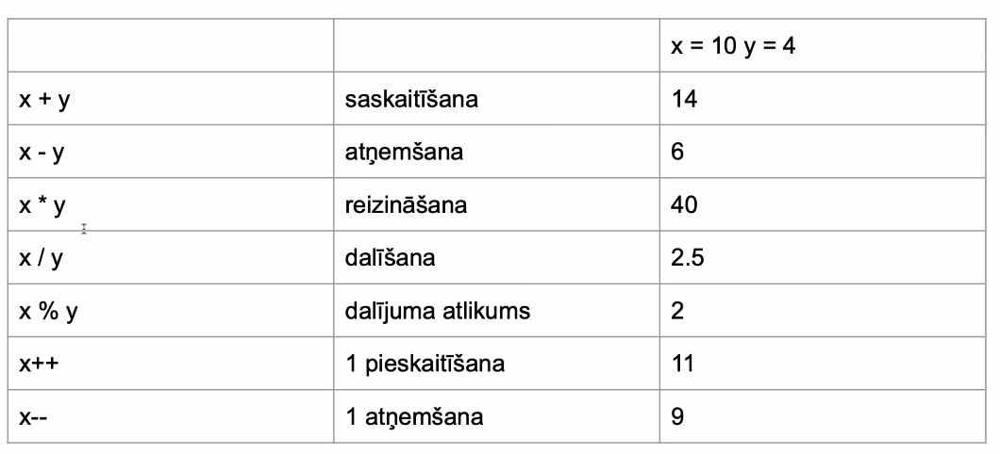 x = 10 y = 4
x + y saskaitīšana 14
x - y atņemšana 6
x * y reizināšana 40
x / y dalīšana 2.5
x % y dalījuma atlikums 2
x++ 1 pieskaitīšana 11
x-- 1 atņemšana 9